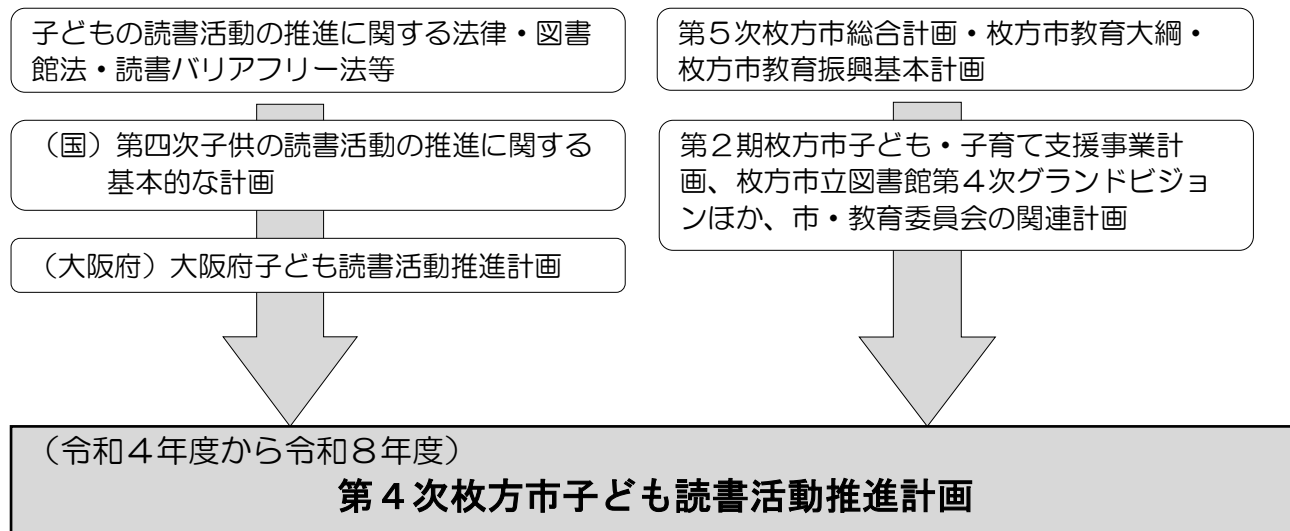 子どもの読書活動の推進に関する法律・図書
館法・読書バリアフリー法等
（国）第四次子供の読書活動の推進に関する
基本的な計画
（大阪府）大阪府子ども読書活動推進計画
第５次枚方市総合計画・枚方市教育大綱・
枚方市教育振興基本計画
第２期枚方市子ども・子育て支援事業計
画、枚方市立図書館第４次グランドビジョ
ンほか、市・教育委員会の関連計画
（令和４年度から令和８年度）
第４次枚方市子ども読書活動推進計画